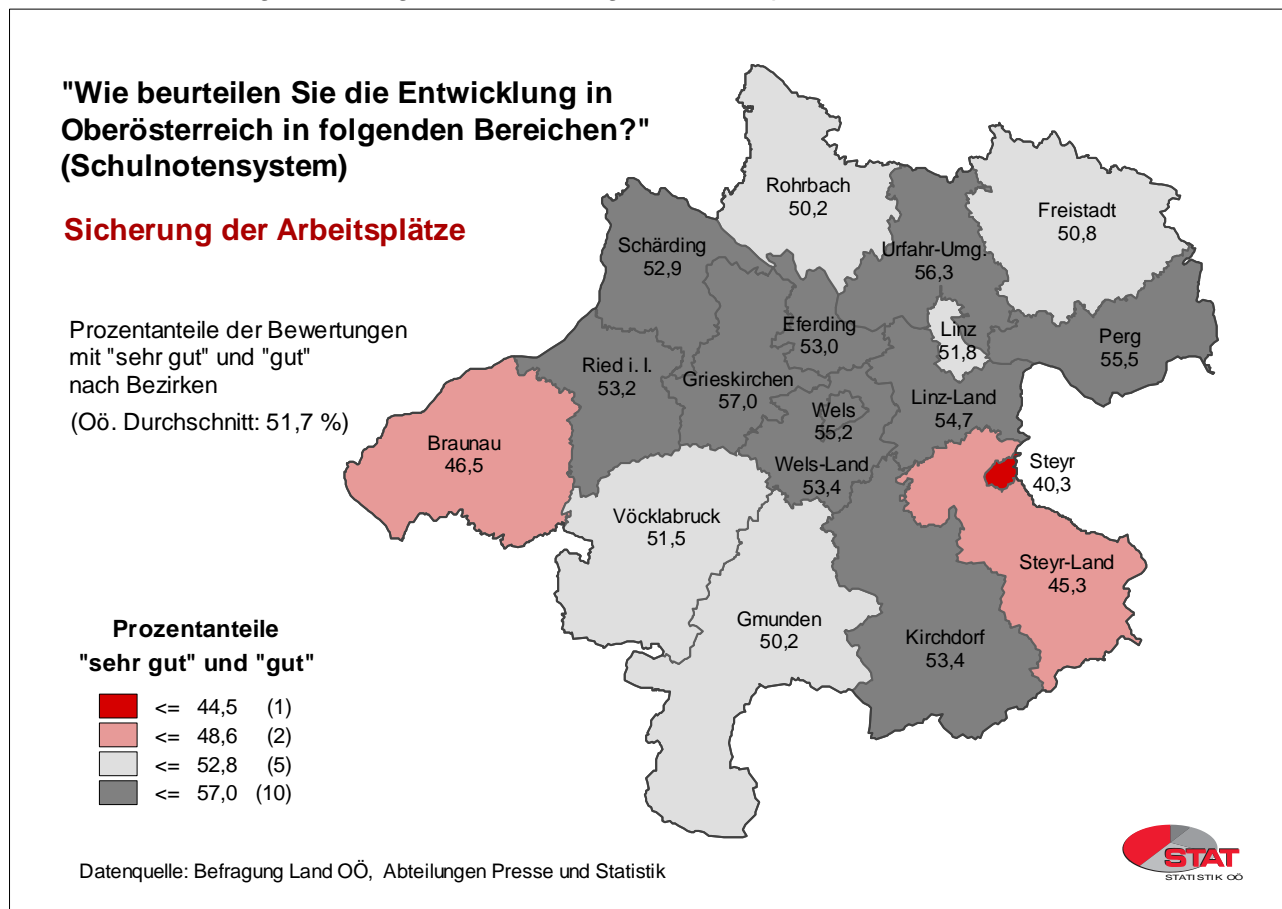 "Wie beurteilen Sie die Entwicklung in
Oberösterreich in folgenden Bereichen?"
(Schulnotensystem)
Sicherung der Arbeitsplätze
Prozentanteile der Bewertungen
mit "sehr gut" und "gut"
nach Bezirken
(Oö. Durchschnitt: 51,7 %)
Rohrbach
50,2
Freistadt
50,8
Schärding
52,9
Urfahr-Umg.
56,3
Eferding
53,0
Linz
51,8
Perg
55,5
Ried i. I.
53,2
Grieskirchen
57,0
Wels
55,2
Linz-Land
54,7
Braunau
46,5
Wels-Land
53,4
Steyr
40,3
Vöcklabruck
51,5
Steyr-Land
45,3
Gmunden
50,2
Kirchdorf
53,4
Prozentanteile
"sehr gut" und "gut"
<= 44,5 (1)
<= 48,6 (2)
<= 52,8 (5)
<= 57,0 (10)
Datenquelle: Befragung Land OÖ, Abteilungen Presse und Statistik
STAT
STATISTIK OÖ